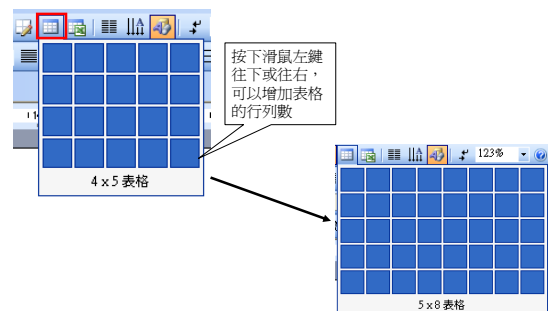 按下滑鼠左鍵
往下或往右，
可以增加表格
的行列數
4 x 5 表格
123%
5 x 8 表格